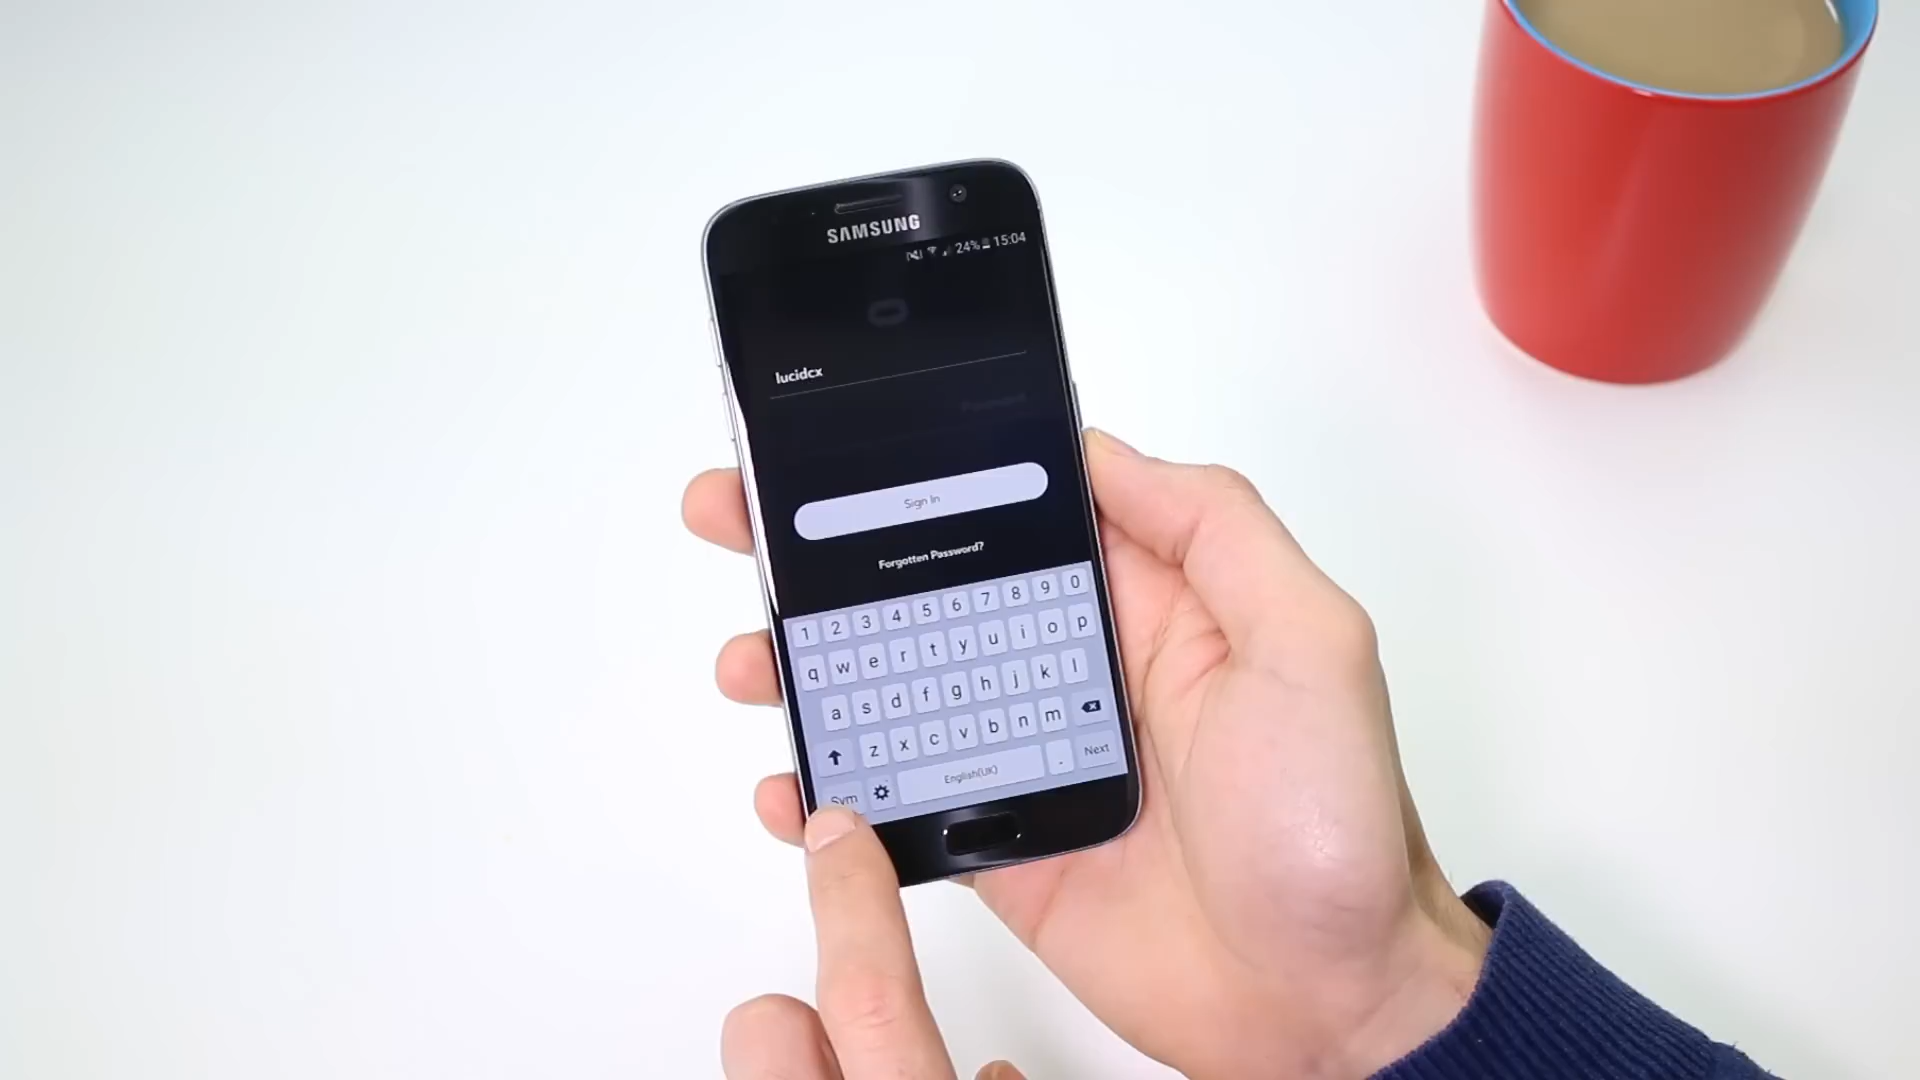 SAMSUNG
24% 15:04
lucidcx
Password
Sign In
Forgotten Password?
1 2 3 4 5 6 7 8 9 0
q w e r t y u i o p
a s d f g h j k l
z x c v b n m
Sym English(UK) . Next